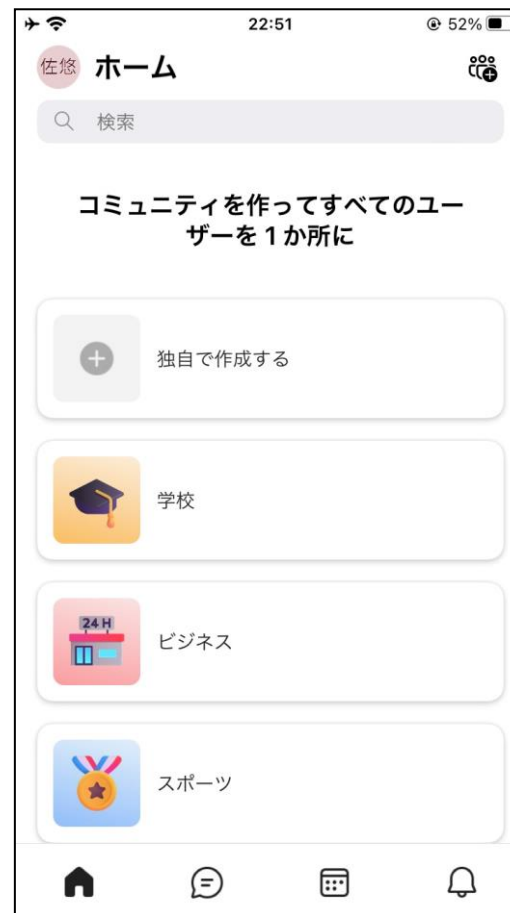 22:51
52%
佐悠
ホーム
検索
コミュニティを作ってすべてのユー
ザーを1か所に
独自で作成する
学校
24 H
ビジネス
スポーツ